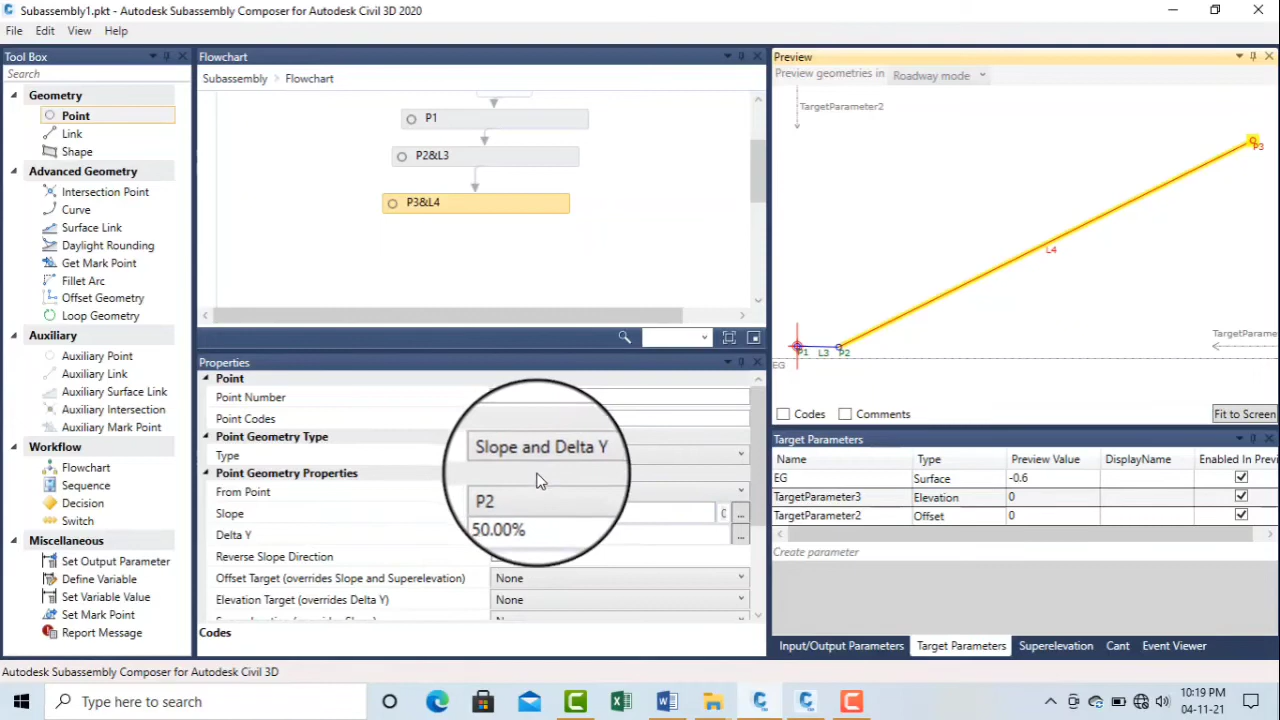 Subassembly1.pkt - Autodesk Subassembly Composer for Autodesk Civil 3D 2020
File Edit View Help
Tool Box
Search
Geometry
Point
Link
Shape
Advanced Geometry
Intersection Point
Curve
Surface Link
Daylight Rounding
Get Mark Point
Fillet Arc
Offset Geometry
Loop Geometry
Auxiliary
Auxiliary Point
Auxiliary Link
Auxiliary Surface Link
Auxiliary Intersection
Auxiliary Mark Point
Workflow
Flowchart
Sequence
Decision
Switch
Miscellaneous
Set Output Parameter
Define Variable
Set Variable Value
Set Mark Point
Report Message
Flowchart
Subassembly > Flowchart
P1
P2&L3
P3&L4
Properties
Point
Point Number
Point Codes
Point Geometry Type
Type
Slope and Delta Y
Point Geometry Properties
From Point
P2
Slope
50.00%
Delta Y
Reverse Slope Direction
Offset Target (overrides Slope and Superelevation) None
Elevation Target (overrides Delta Y) None
Codes
Preview
Preview geometries in Roadway mode
TargetParameter2
P3
L4
TargetParame
P1 L3 P2
EG
Codes Comments Fit to Screen
Target Parameters
Name Type Preview Value DisplayName Enabled In Prev
EG Surface -0.6
TargetParameter3 Elevation 0
TargetParameter2 Offset 0
Create parameter
Input/Output Parameters Target Parameters Superelevation Cant Event Viewer
Autodesk Subassembly Composer for Autodesk Civil 3D
Type here to search
10:19 PM
04-11-21